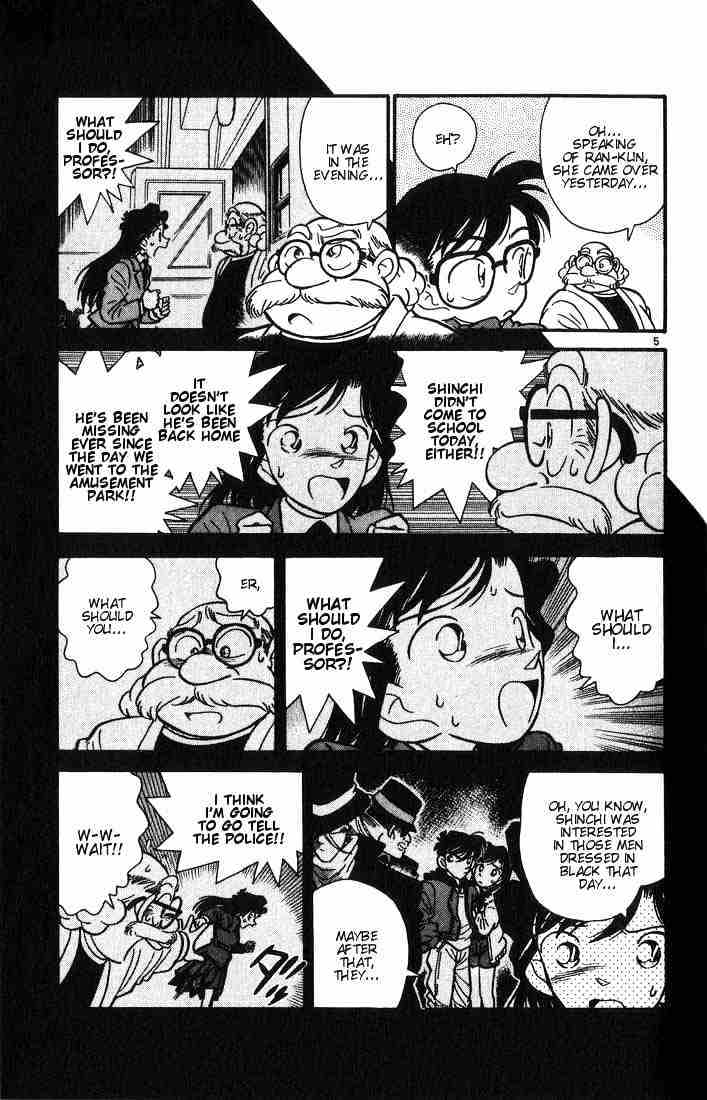 OH...
SPEAKING
OF RAN-KUN,
SHE CAME OVER
YESTERDAY...
EH?
IT WAS
IN THE
EVENING...
WHAT
SHOULD
I DO,
PROFES-
SOR?!
5
SHINCHI
DIDN'T
COME TO
SCHOOL
TODAY,
EITHER!!
IT
DOESN'T
LOOK LIKE
HE'S BEEN
BACK HOME
HE'S BEEN
MISSING
EVER SINCE
THE DAY WE
WENT TO THE
AMUSEMENT
PARK!!
WHAT
SHOULD
I...
WHAT
SHOULD
I DO,
PROFES-
SOR?!
ER,
WHAT
SHOULD
YOU...
OH, YOU KNOW,
SHINCHI WAS
INTERESTED
IN THOSE MEN
DRESSED IN
BLACK THAT
DAY...
MAYBE
AFTER
THAT,
THEY...
I THINK
I'M GOING
TO GO TELL
THE POLICE!!
W-W-
WAIT!!
ダッ